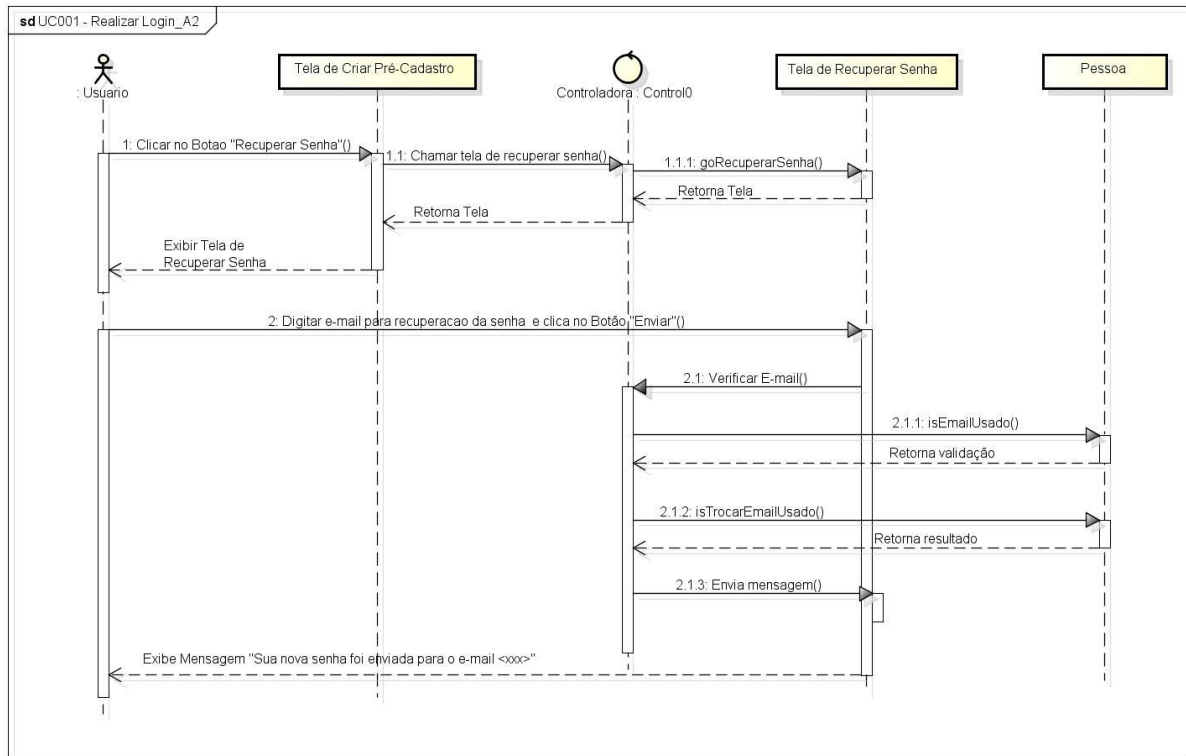 sd UC001 - Realizar Login_A2
: Usuario
Tela de Criar Pré-Cadastro
Controladora : Control0
Tela de Recuperar Senha
Pessoa
1: Clicar no Botao "Recuperar Senha"()
1.1: Chamar tela de recuperar senha()
1.1.1: goRecuperarSenha()
Retorna Tela
Retorna Tela
Exibir Tela de
Recuperar Senha
2: Digitar e-mail para recuperacao da senha e clica no Botão "Enviar"()
2.1: Verificar E-mail()
2.1.1: isEmailUsado()
Retorna validação
2.1.2: isTrocarEmailUsado()
Retorna resultado
2.1.3: Envia mensagem()
Exibe Mensagem "Sua nova senha foi enviada para o e-mail <xxx>"